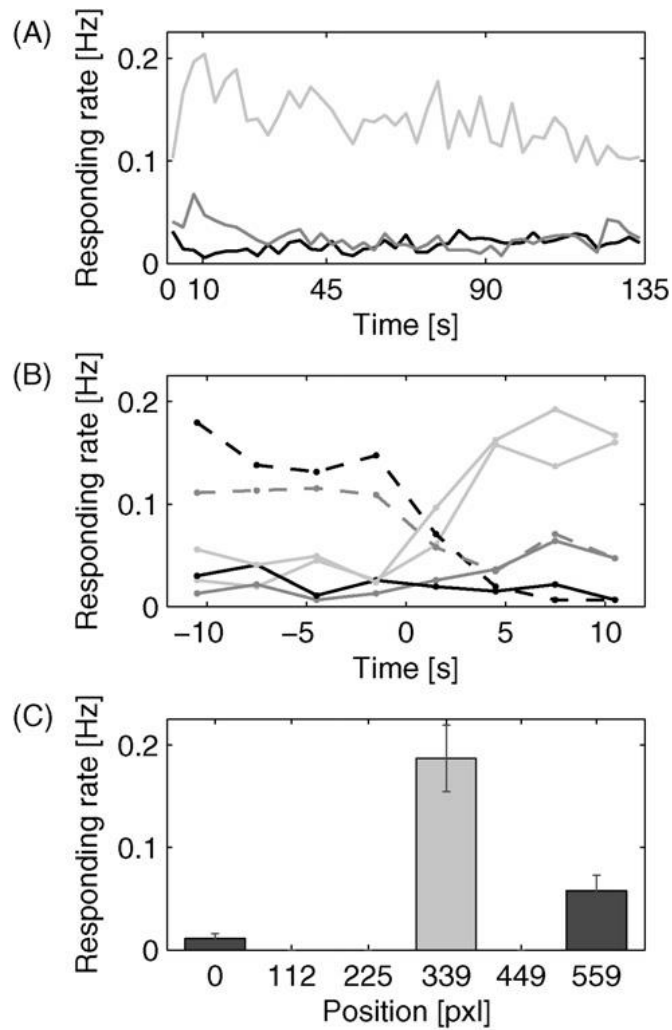 (A)
Responding rate [Hz]
0.2
0.1
0
0 10 45 90 135
Time [s]
(B)
Responding rate [Hz]
0.2
0.1
0
−10 −5 0 5 10
Time [s]
(C)
Responding rate [Hz]
0.2
0.1
0
0 112 225 339 449 559
Position [pxl]